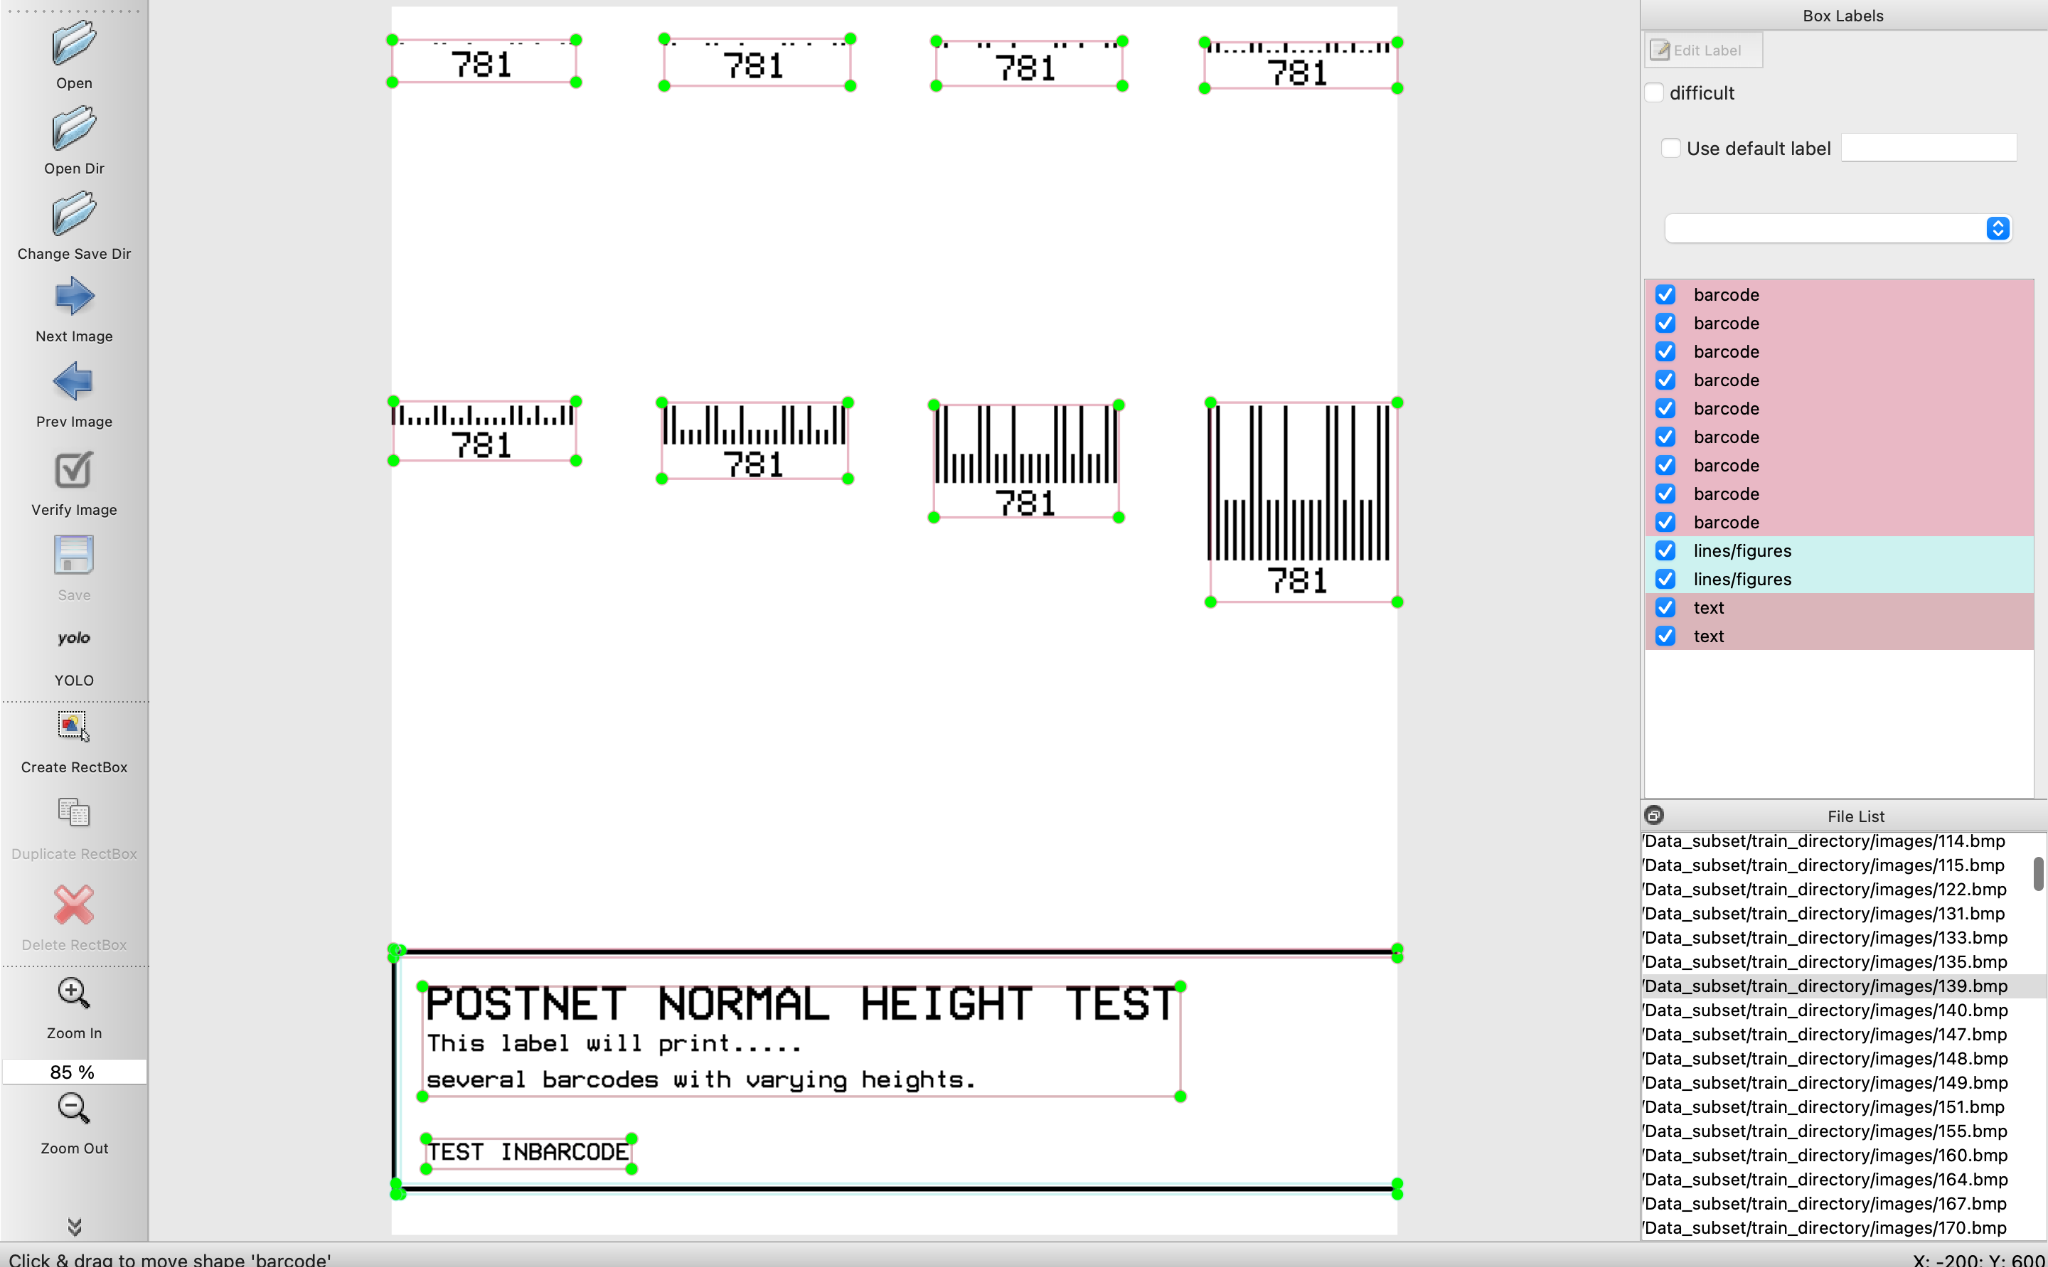 Open
Open Dir
Change Save Dir
Next Image
Prev Image
Verify Image
Save
yolo
YOLO
Create RectBox
Duplicate RectBox
Delete RectBox
Zoom In
85 %
Zoom Out
781 781 781 781
781 781 781 781
POSTNET NORMAL HEIGHT TEST
This label will print.....
several barcodes with varying heights.
TEST INBARCODE
Box Labels
Edit Label
difficult
Use default label
barcode
barcode
barcode
barcode
barcode
barcode
barcode
barcode
barcode
lines/figures
lines/figures
text
text
File List
/Data_subset/train_directory/images/114.bmp
/Data_subset/train_directory/images/115.bmp
/Data_subset/train_directory/images/122.bmp
/Data_subset/train_directory/images/131.bmp
/Data_subset/train_directory/images/133.bmp
/Data_subset/train_directory/images/135.bmp
/Data_subset/train_directory/images/139.bmp
/Data_subset/train_directory/images/140.bmp
/Data_subset/train_directory/images/147.bmp
/Data_subset/train_directory/images/148.bmp
/Data_subset/train_directory/images/149.bmp
/Data_subset/train_directory/images/151.bmp
/Data_subset/train_directory/images/155.bmp
/Data_subset/train_directory/images/160.bmp
/Data_subset/train_directory/images/164.bmp
/Data_subset/train_directory/images/167.bmp
/Data_subset/train_directory/images/170.bmp
Click & drag to move shape 'barcode'
X: -200; Y: 600